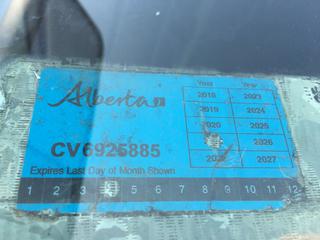 Alberta
Year Year
2018 2023
2019 2024
2020 2025
2026
2027
CV6925885
Expires Last Day of Month Shown
1 2 3 4 5 6 7 8 9 10 11 12